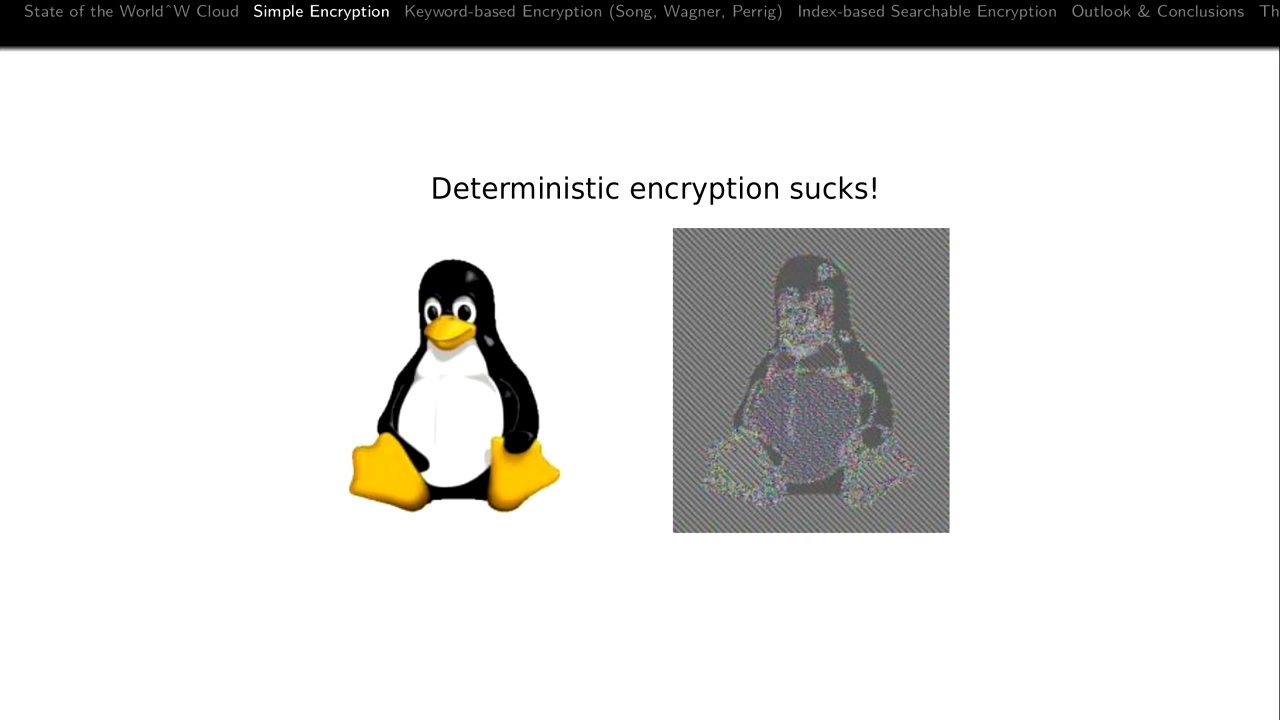 State of the World^W Cloud Simple Encryption Keyword-based Encryption (Song, Wagner, Perrig) Index-based Searchable Encryption Outlook & Conclusions Th
Deterministic encryption sucks!